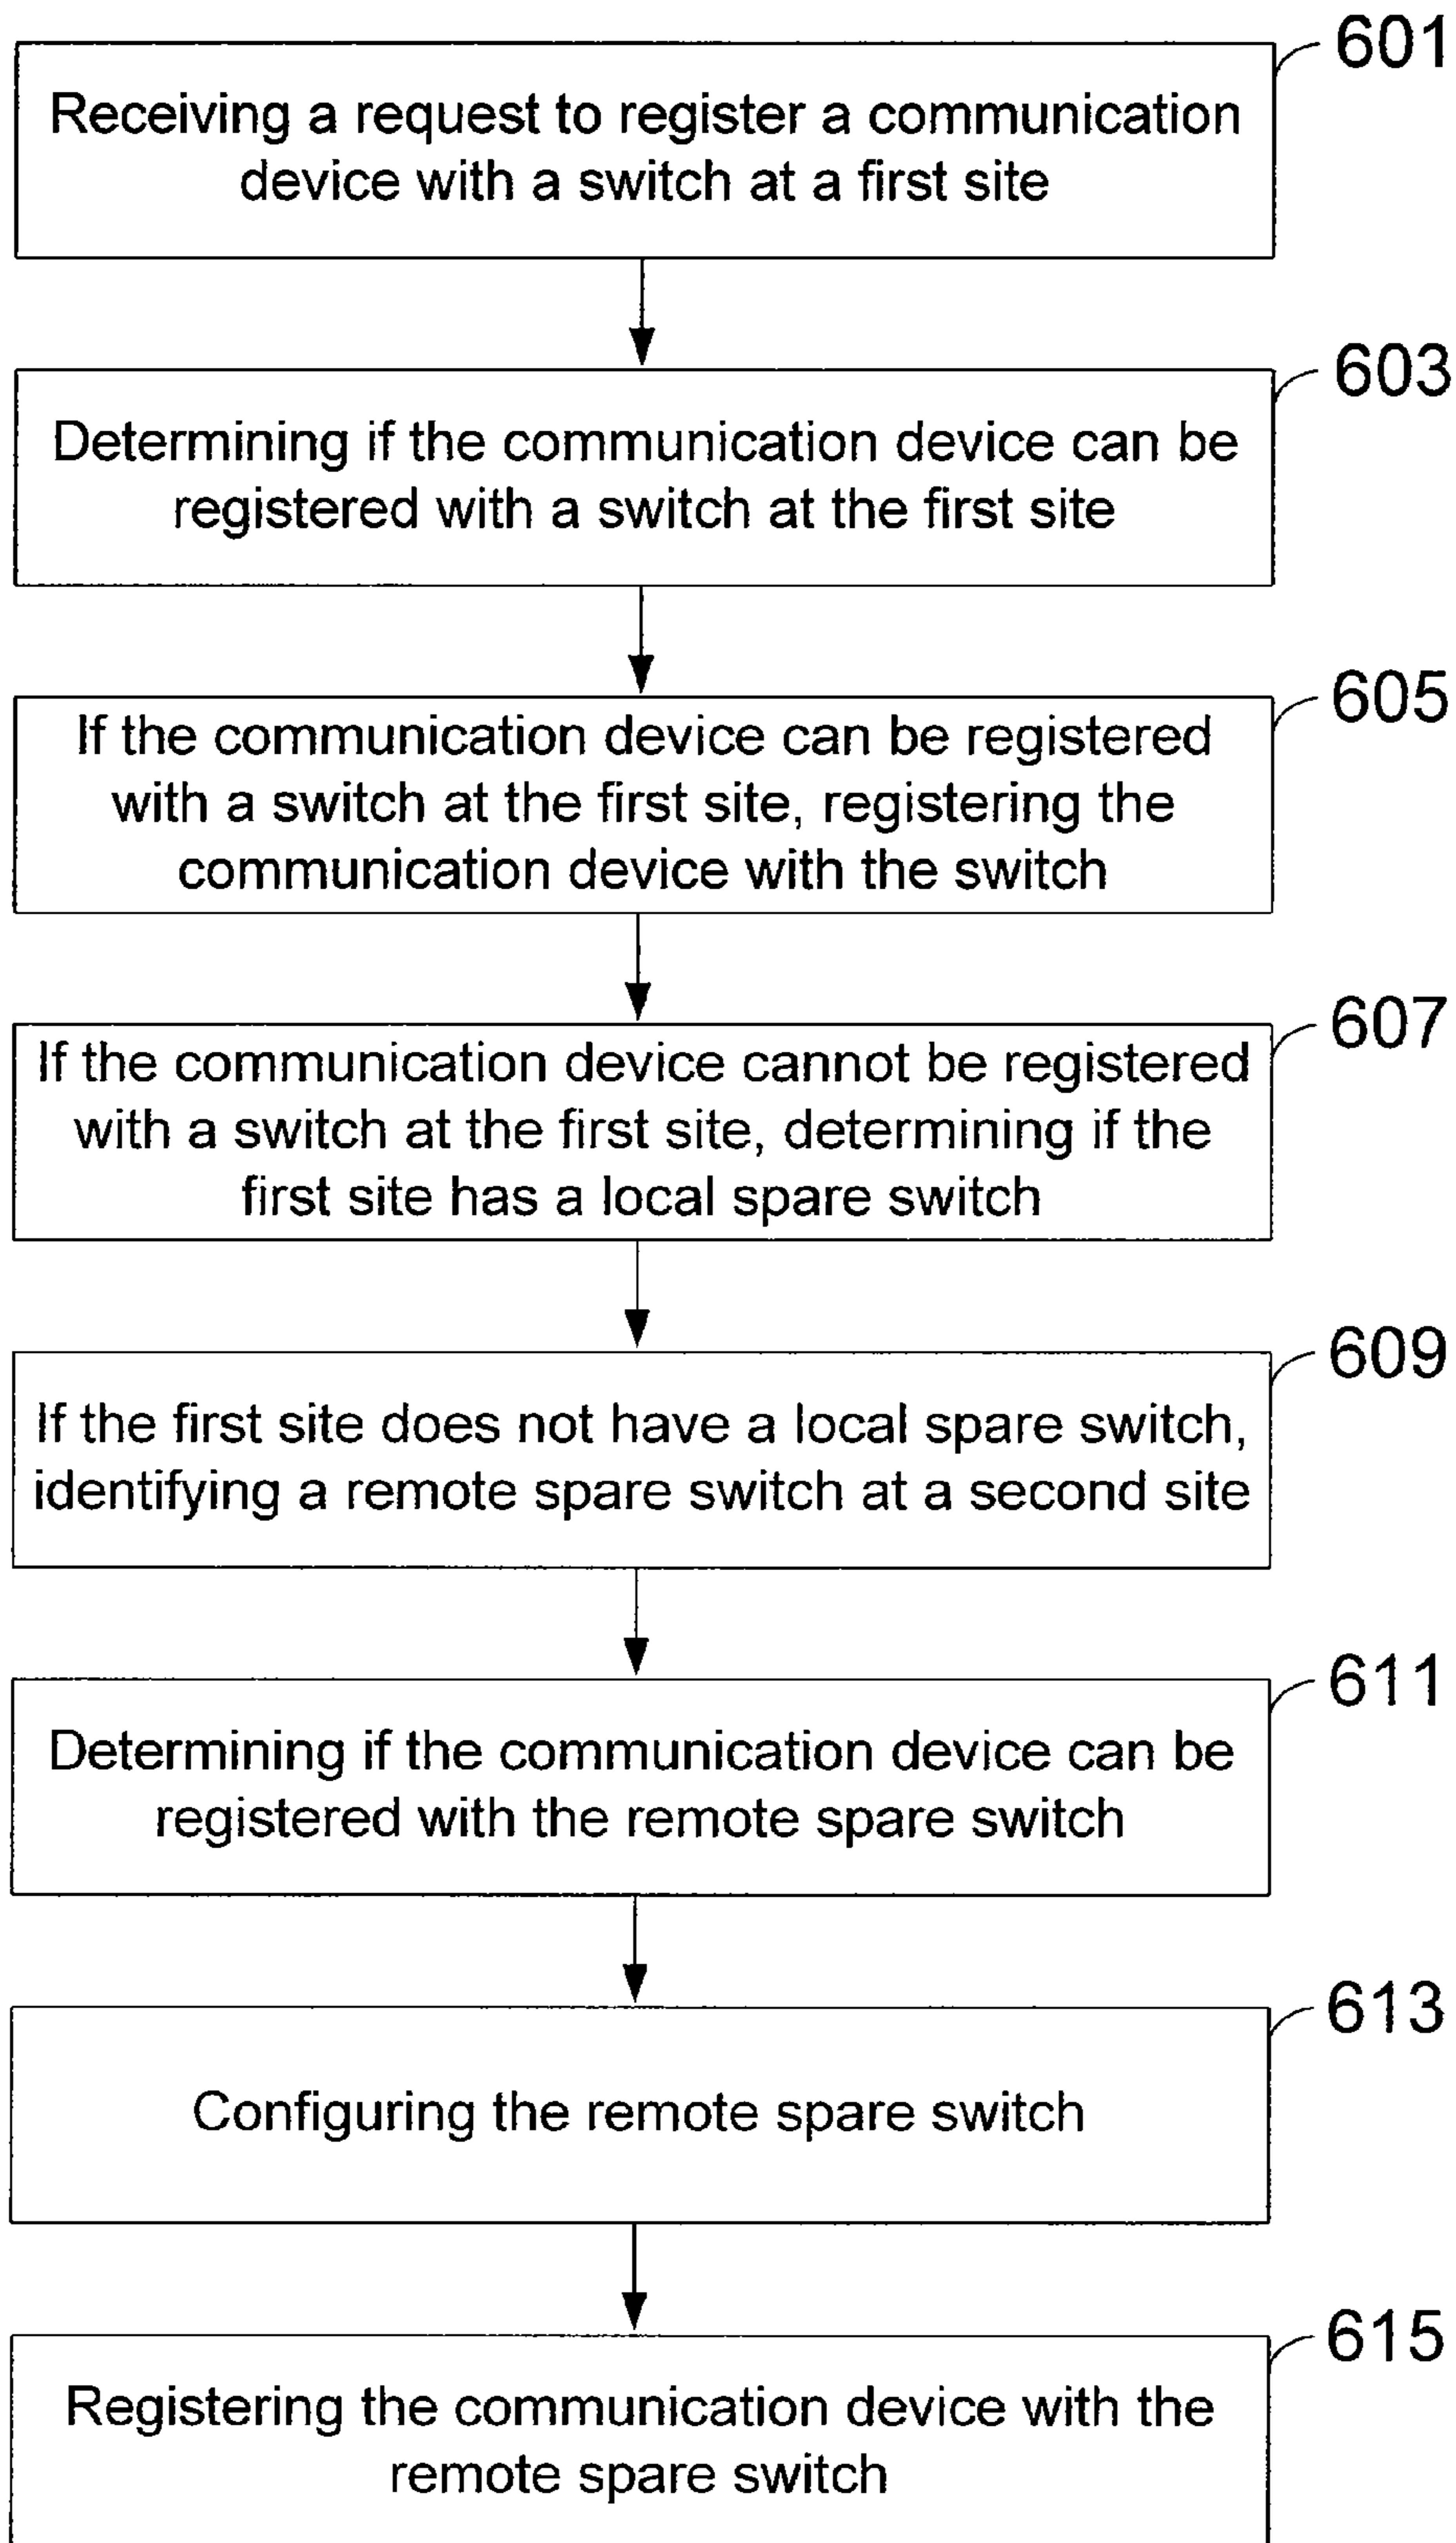 601
Receiving a request to register a communication
device with a switch at a first site
603
Determining if the communication device can be
registered with a switch at the first site
605
If the communication device can be registered
with a switch at the first site, registering the
communication device with the switch
607
If the communication device cannot be registered
with a switch at the first site, determining if the
first site has a local spare switch
609
If the first site does not have a local spare switch,
identifying a remote spare switch at a second site
611
Determining if the communication device can be
registered with the remote spare switch
613
Configuring the remote spare switch
615
Registering the communication device with the
remote spare switch